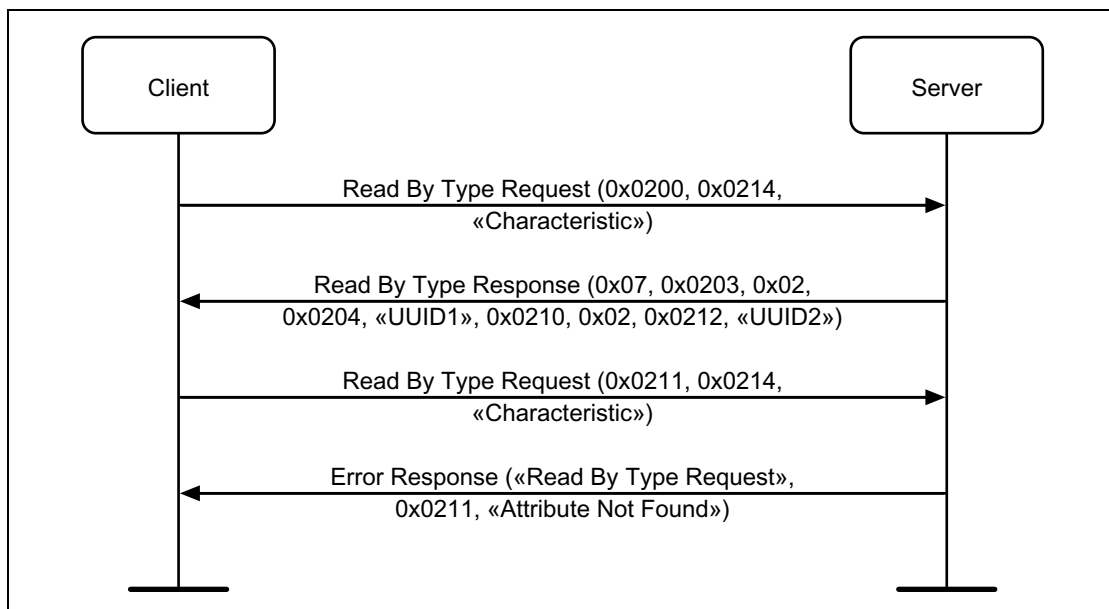 Client
Server
Read By Type Request (0x0200, 0x0214,
«Characteristic»)
Read By Type Response (0x07, 0x0203, 0x02,
0x0204, «UUID1», 0x0210, 0x02, 0x0212, «UUID2»)
Read By Type Request (0x0211, 0x0214,
«Characteristic»)
Error Response («Read By Type Request»,
0x0211, «Attribute Not Found»)